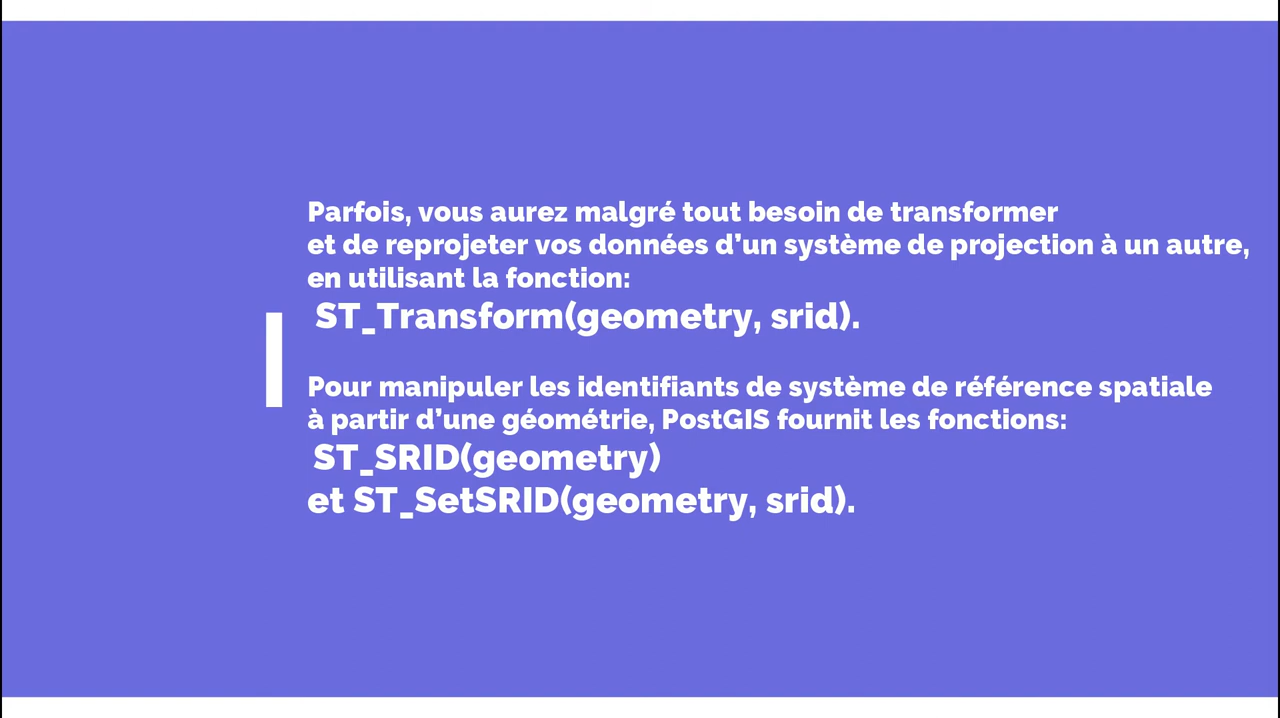 Parfois, vous aurez malgré tout besoin de transformer
et de reprojeter vos données d’un système de projection à un autre,
en utilisant la fonction:
ST_Transform(geometry, srid).
Pour manipuler les identifiants de système de référence spatiale
à partir d’une géométrie, PostGIS fournit les fonctions:
ST_SRID(geometry)
et ST_SetSRID(geometry, srid).